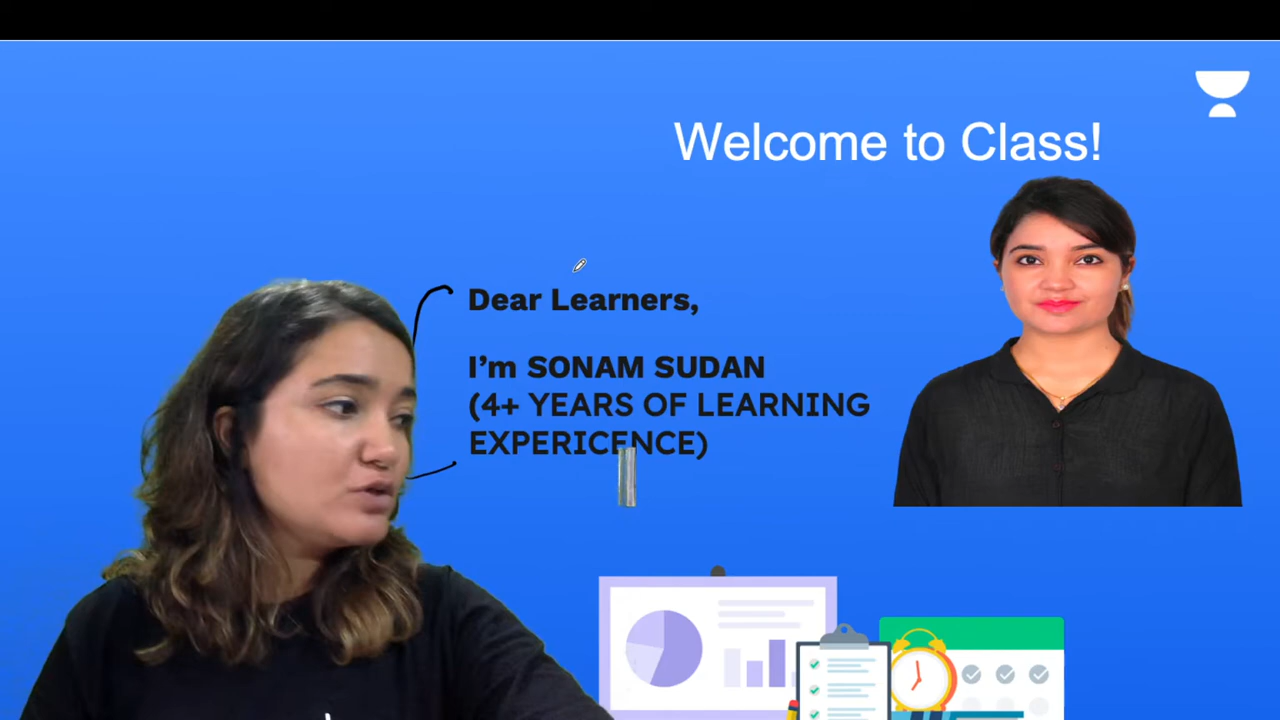 Welcome to Class!
Dear Learners,
I'm SONAM SUDAN
(4+ YEARS OF LEARNING
EXPERICENCE)